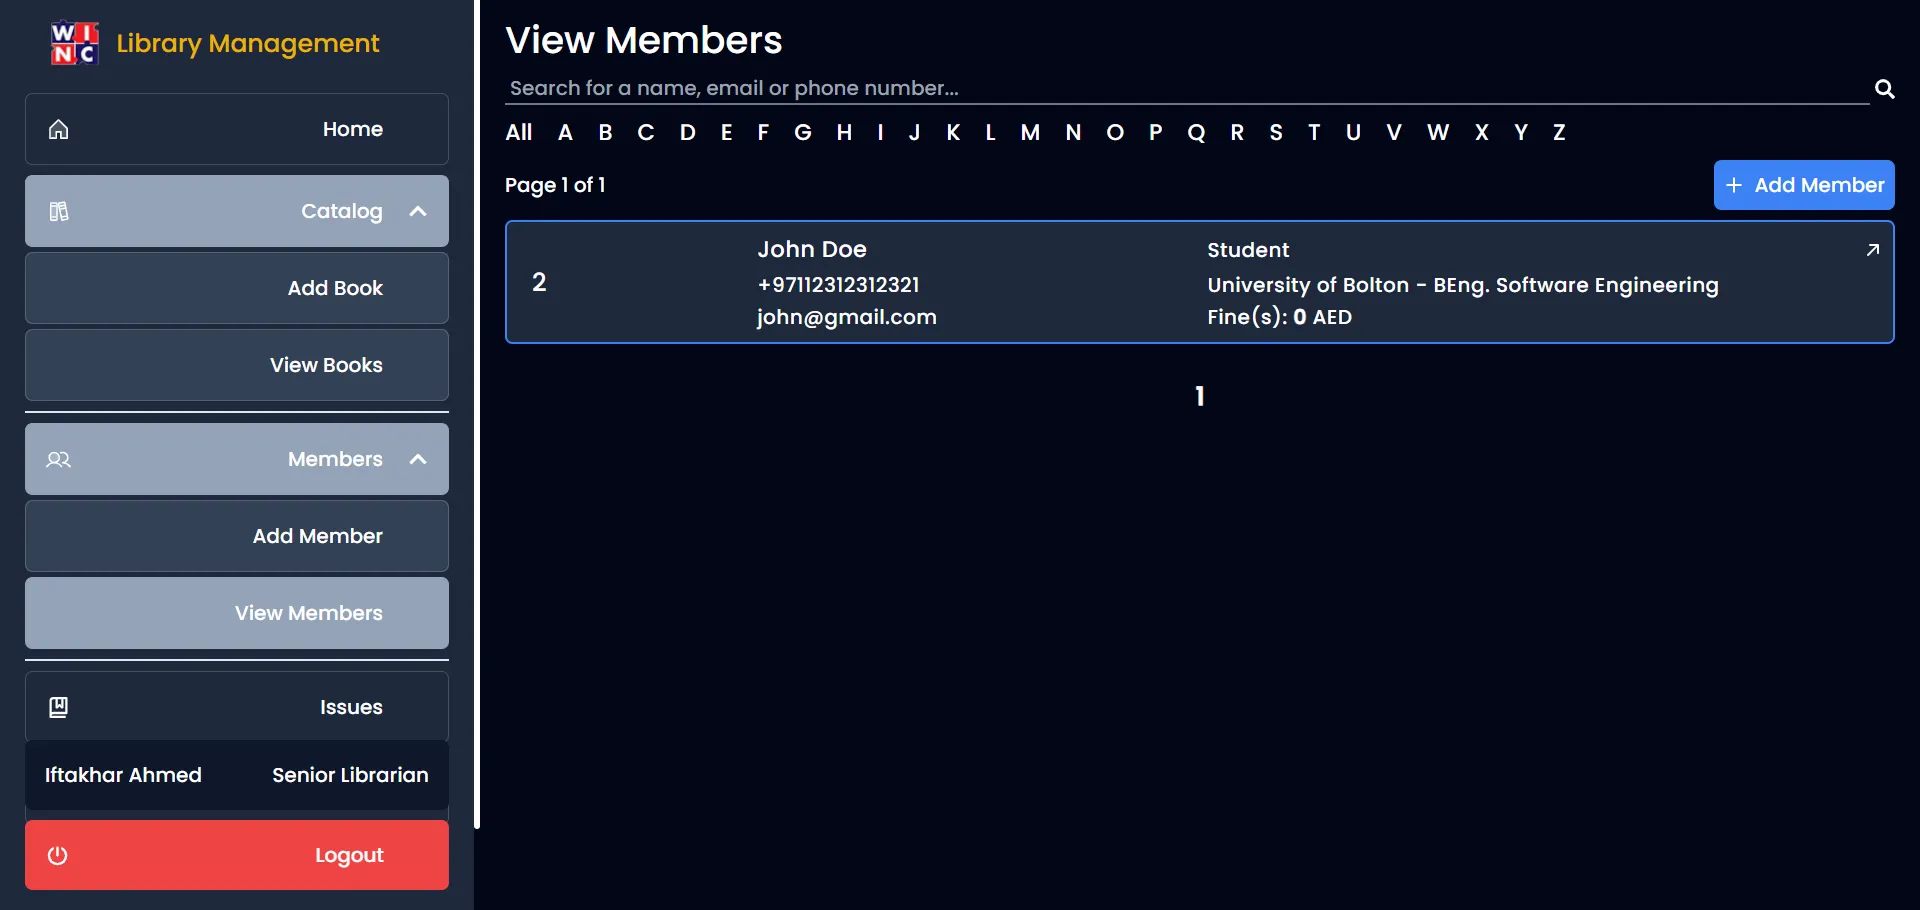 W I
N C
Library Management
Home
Catalog
Add Book
View Books
Members
Add Member
View Members
Issues
Iftakhar Ahmed Senior Librarian
Logout
View Members
Search for a name, email or phone number...
All A B C D E F G H I J K L M N O P Q R S T U V W X Y Z
Page 1 of 1
+ Add Member
2
John Doe
+97112312312321
john@gmail.com
Student
University of Bolton - BEng. Software Engineering
Fine(s): 0 AED
1